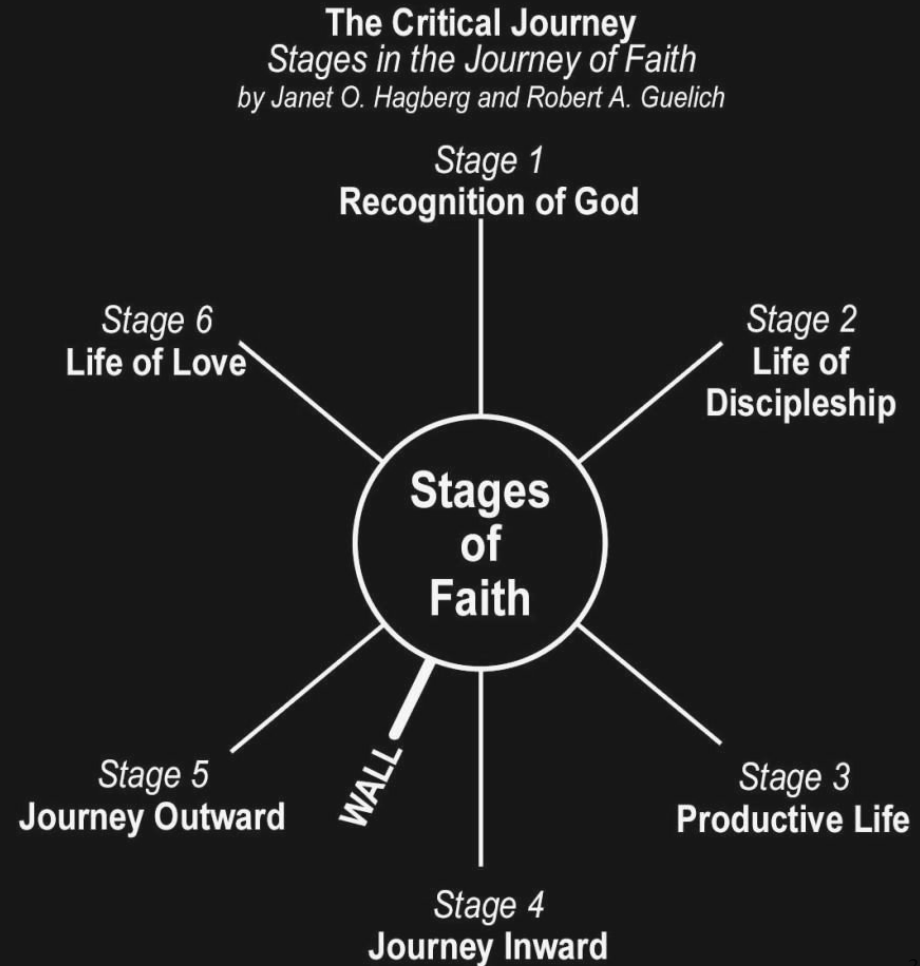 The Critical Journey
Stages in the Journey of Faith
by Janet O. Hagberg and Robert A. Guelich
Stage 1
Recognition of God
Stage 2
Life of
Discipleship
Stage 3
Productive Life
Stage 4
Journey Inward
WALL
Stage 5
Journey Outward
Stage 6
Life of Love
Stages
of
Faith